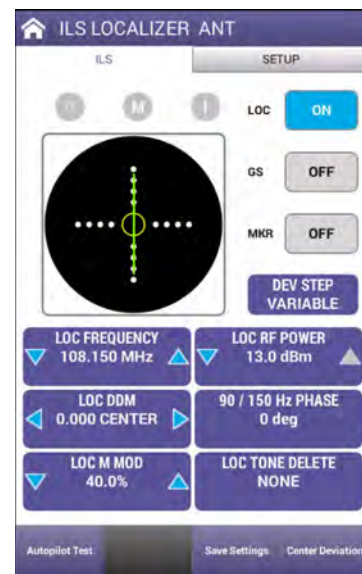 ILS LOCALIZER ANT
ILS
SETUP
O
M
I
LOC
ON
GS
OFF
MKR
OFF
DEV STEP
VARIABLE
LOC FREQUENCY
108.150 MHz
LOC RF POWER
13.0 dBm
LOC DDM
0.000 CENTER
90 / 150 Hz PHASE
0 deg
LOC M MOD
40.0%
LOC TONE DELETE
NONE
Autopilot Test
Save Settings
Center Deviation